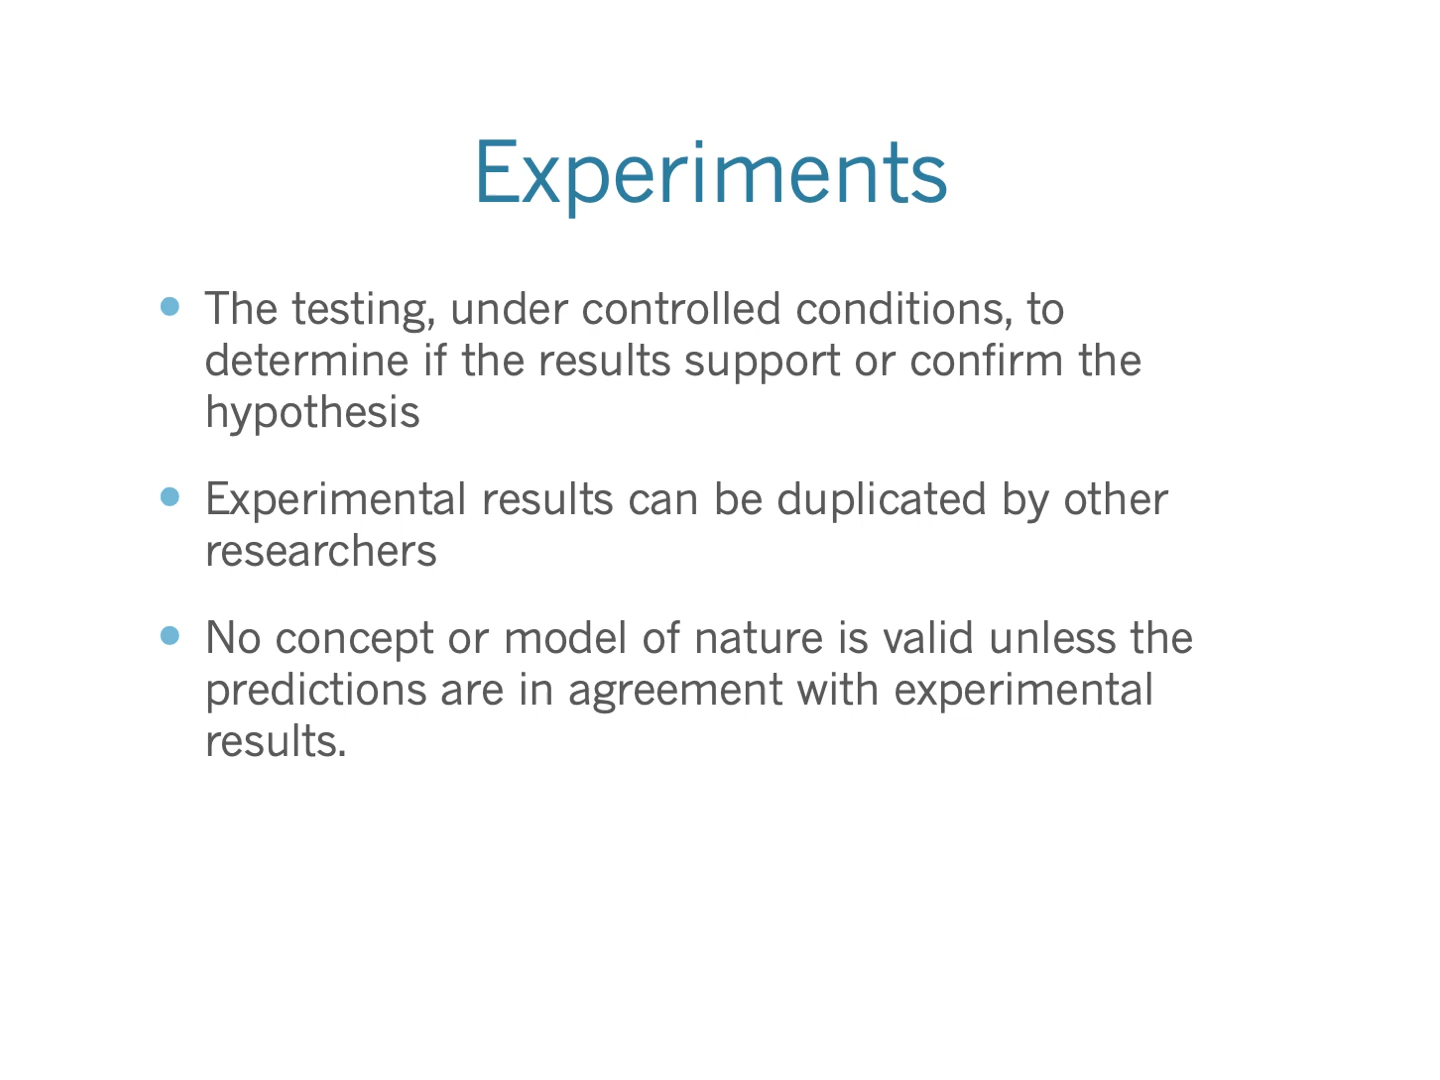 Experiments
The testing, under controlled conditions, to
determine if the results support or confirm the
hypothesis
Experimental results can be duplicated by other
researchers
No concept or model of nature is valid unless the
predictions are in agreement with experimental
results.